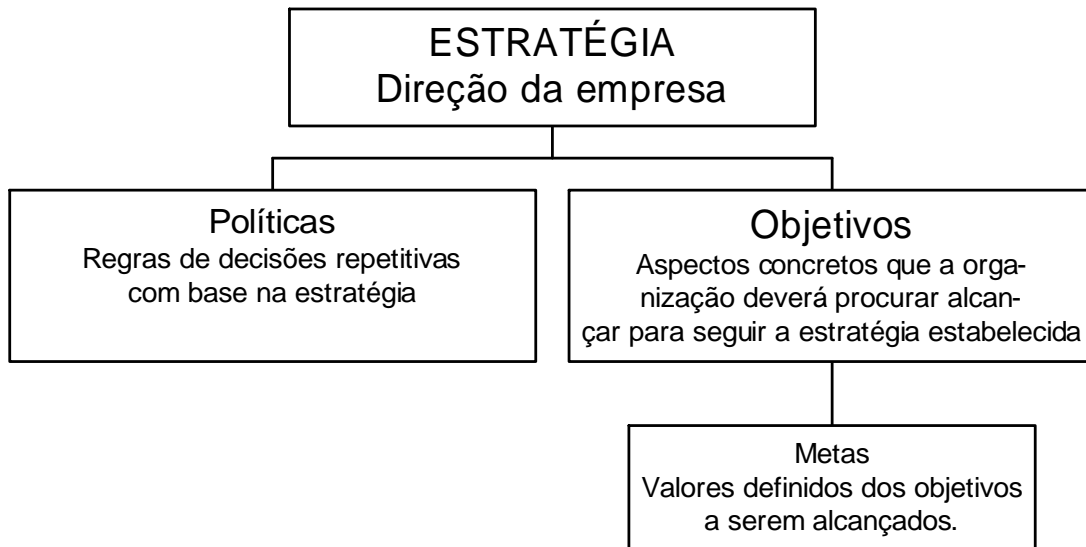 ESTRATÉGIA
Direção da empresa
Políticas
Regras de decisões repetitivas
com base na estratégia
Objetivos
Aspectos concretos que a orga-
nização deverá procurar alcan-
çar para seguir a estratégia estabelecida
Metas
Valores definidos dos objetivos
a serem alcançados.